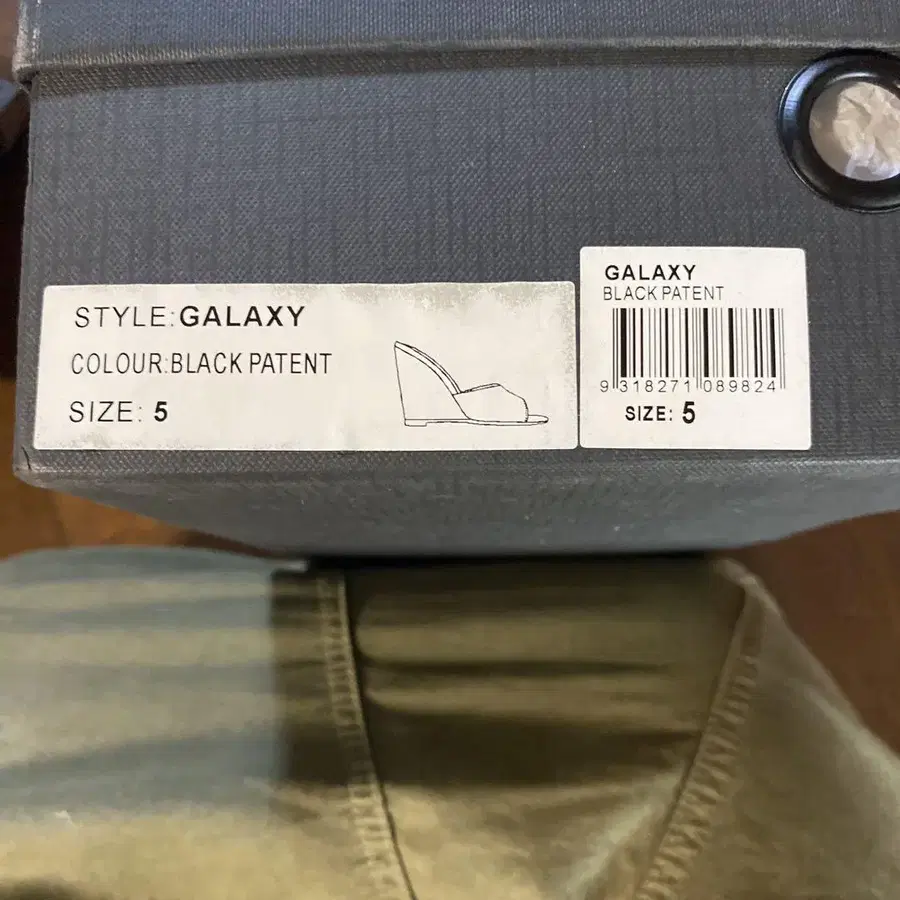 STYLE:GALAXY
COLOUR:BLACK PATENT
SIZE: 5
GALAXY
BLACK PATENT
9 318271 089824
SIZE: 5